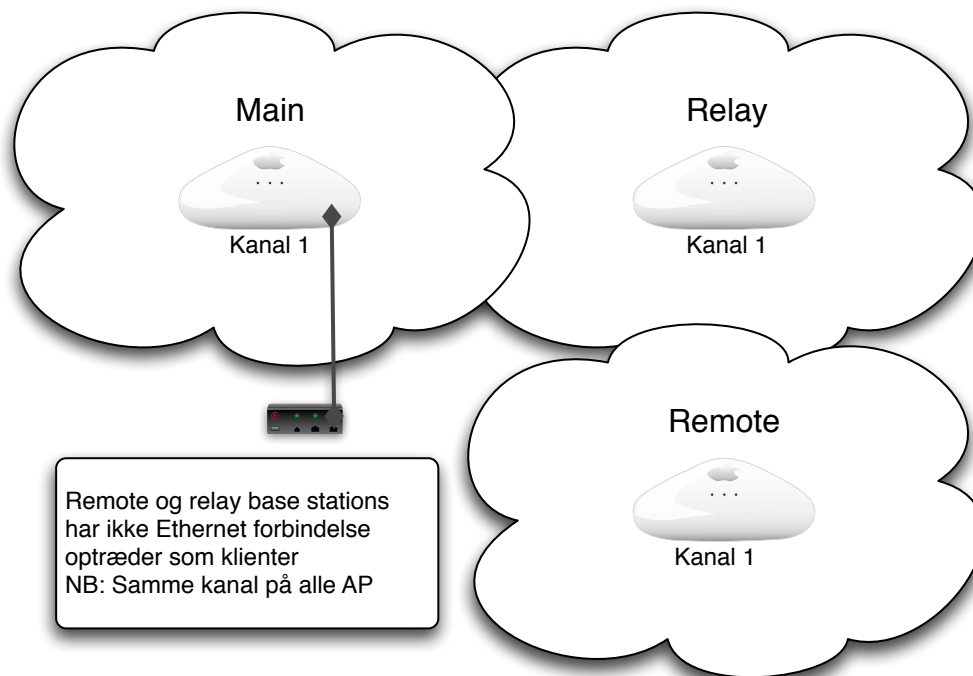 Main
Kanal 1
Relay
Kanal 1
Remote
Kanal 1
Remote og relay base stations
har ikke Ethernet forbindelse
optræder som klienter
NB: Samme kanal på alle AP